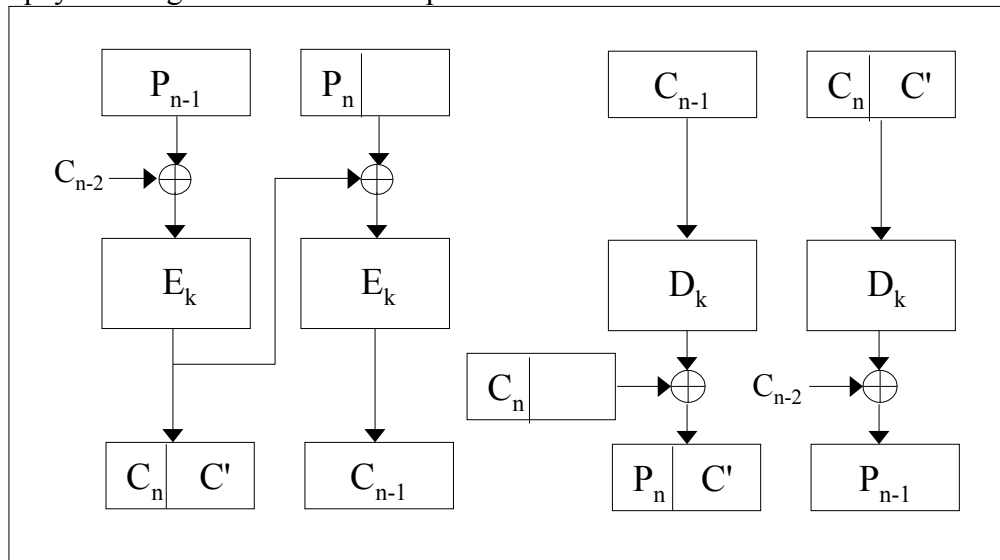 P_{n-1}
P_n
C_{n-1}
C_n C'
C_{n-2}
E_k
E_k
D_k
D_k
C_n
C_{n-2}
C_n C'
C_{n-1}
P_n C'
P_{n-1}